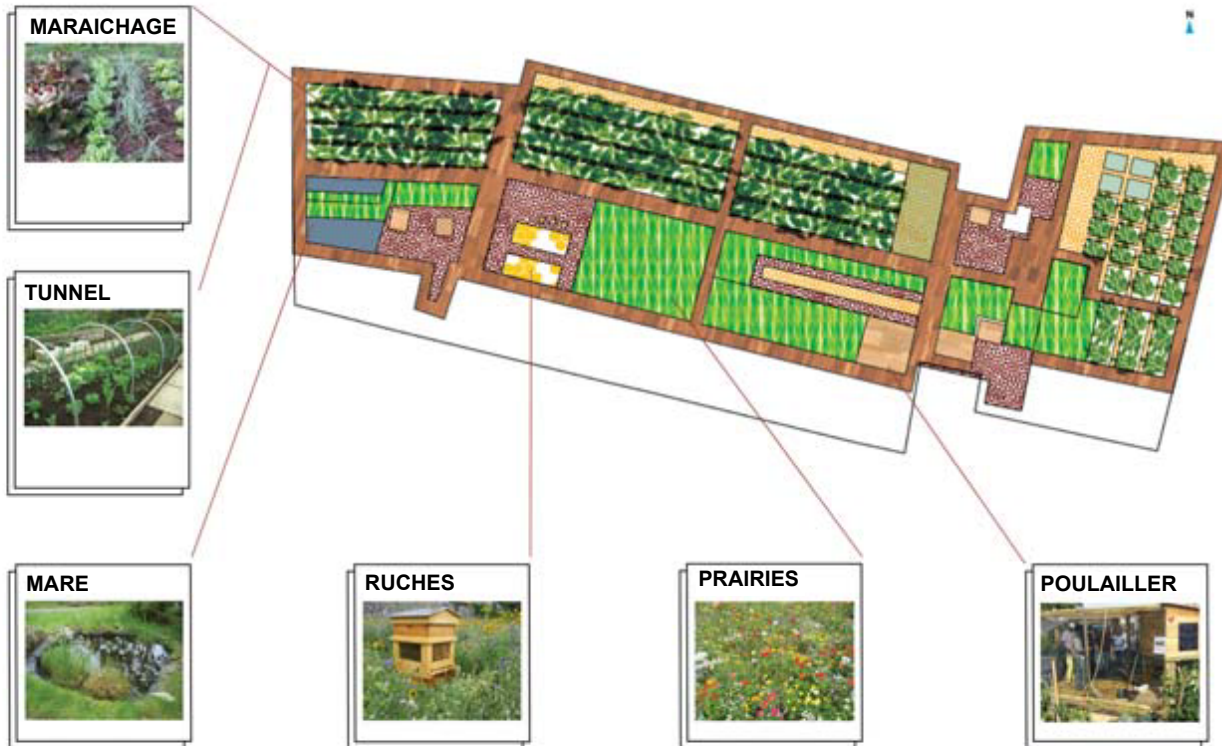 MARAICHAGE
N
TUNNEL
MARE
RUCHES
PRAIRIES
POULAILLER